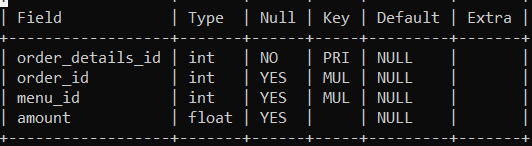 | Field | Type | Null | Key | Default | Extra |
+------------------+-------+------+-----+---------+-------+
| order_details_id | int | NO | PRI | NULL | |
| order_id | int | YES | MUL | NULL | |
| menu_id | int | YES | MUL | NULL | |
| amount | float | YES | | NULL | |
+------------------+-------+------+-----+---------+-------+